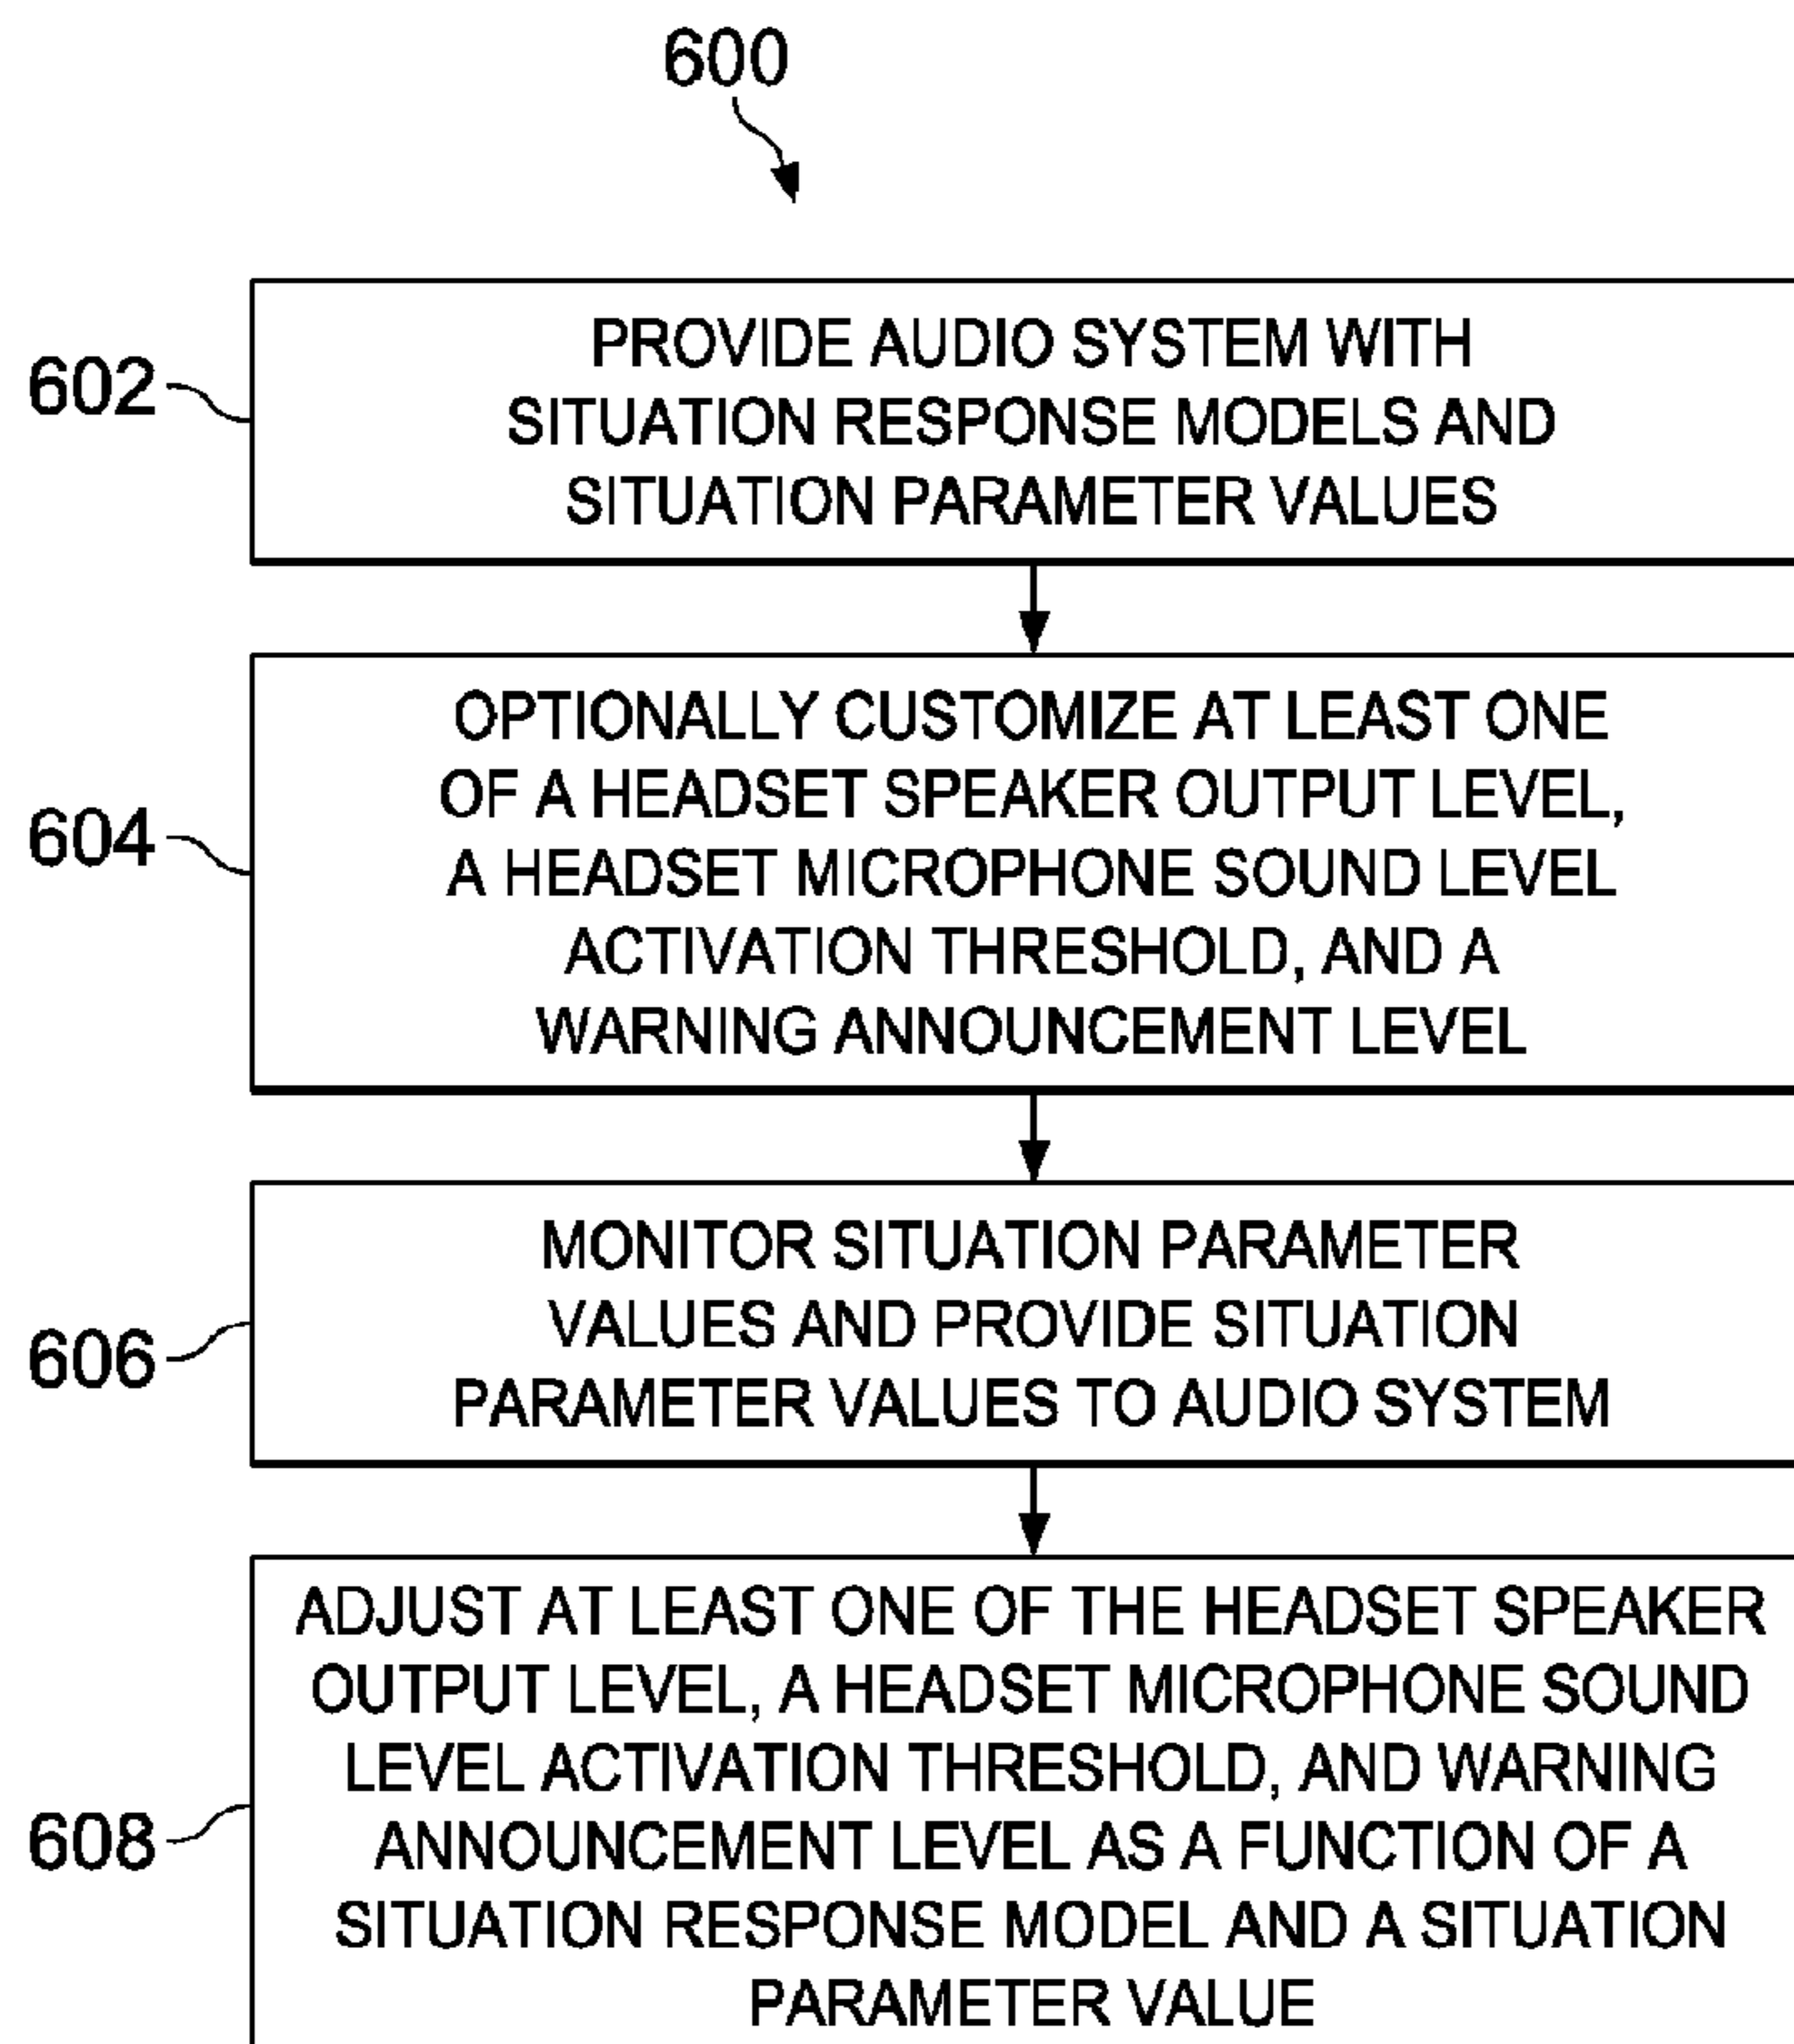 600
602
PROVIDE AUDIO SYSTEM WITH
SITUATION RESPONSE MODELS AND
SITUATION PARAMETER VALUES
604
OPTIONALLY CUSTOMIZE AT LEAST ONE
OF A HEADSET SPEAKER OUTPUT LEVEL,
A HEADSET MICROPHONE SOUND LEVEL
ACTIVATION THRESHOLD, AND A
WARNING ANNOUNCEMENT LEVEL
606
MONITOR SITUATION PARAMETER
VALUES AND PROVIDE SITUATION
PARAMETER VALUES TO AUDIO SYSTEM
608
ADJUST AT LEAST ONE OF THE HEADSET SPEAKER
OUTPUT LEVEL, A HEADSET MICROPHONE SOUND
LEVEL ACTIVATION THRESHOLD, AND WARNING
ANNOUNCEMENT LEVEL AS A FUNCTION OF A
SITUATION RESPONSE MODEL AND A SITUATION
PARAMETER VALUE